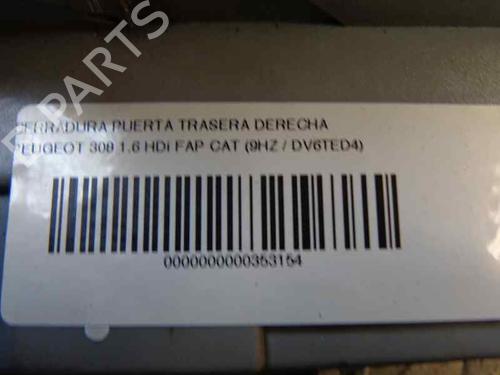 CERRADURA PUERTA TRASERA DERECHA
PEUGEOT 308 1.6 HDi FAP CAT (9HZ / DV6TED4)
0000000000353154
B-PARTS